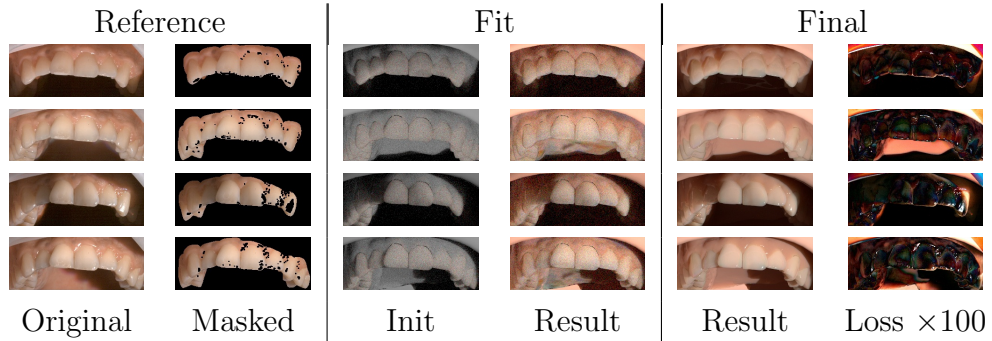 Reference Fit Final
Original Masked Init Result Result Loss ×100